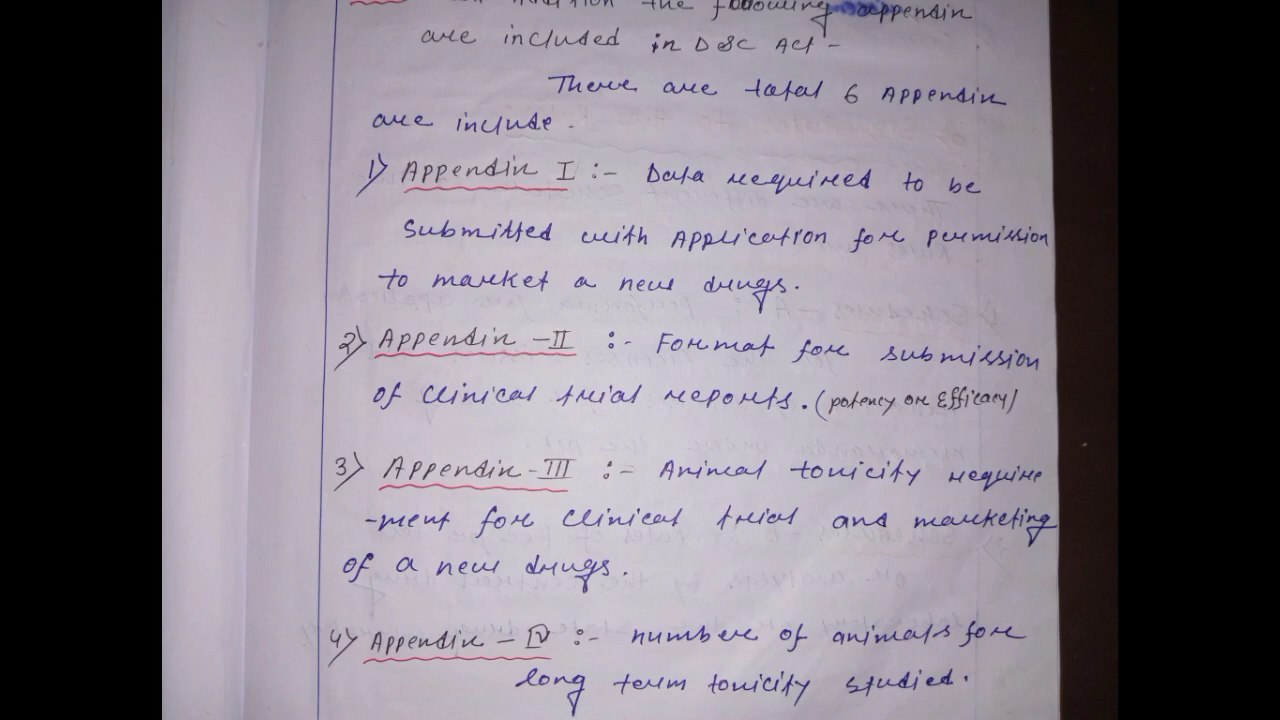 the following appendix
are included in D&C Act -
There are total 6 Appendix
are include.
1) Appendix I :- Data required to be
submitted with Application for permission
to market a new drugs.
2) Appendix - II :- Format for submission
of clinical trial reports. (potency or Efficacy)
3) Appendix - III :- Animal toxicity require
-ment for clinical trial and marketing
of a new drugs.
4) Appendix - IV :- number of animals for
long term toxicity studied.